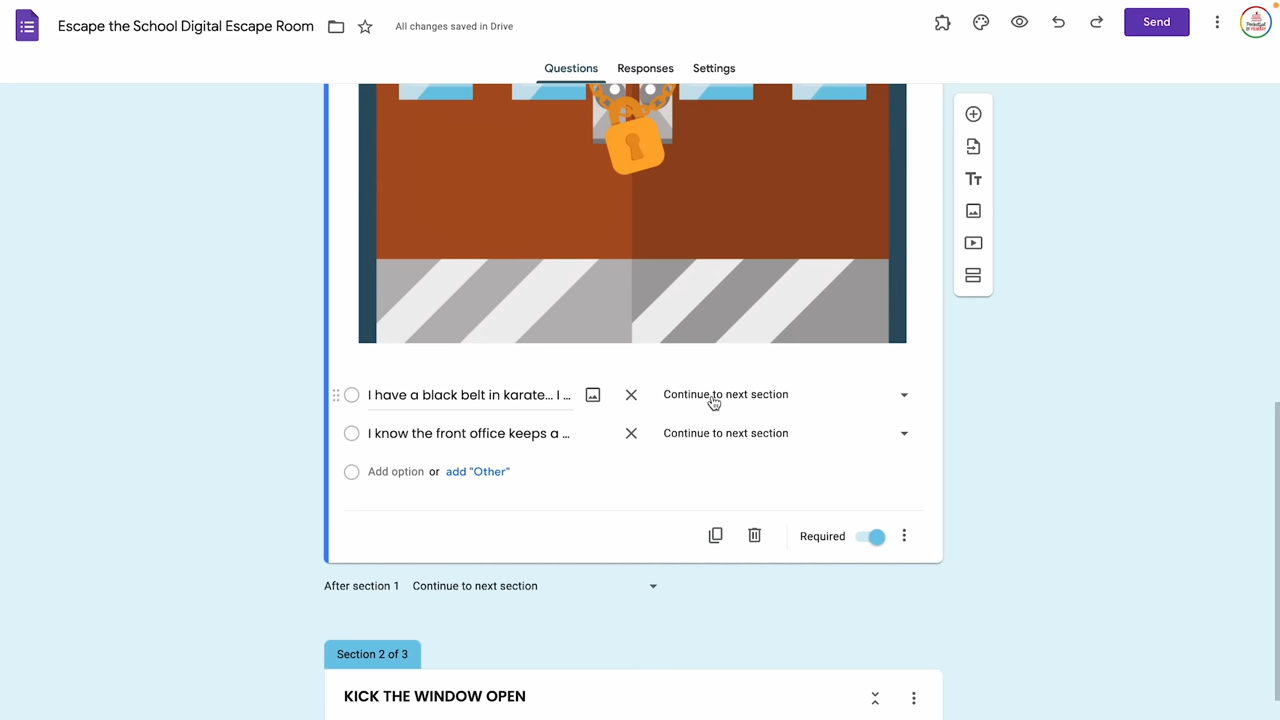 Escape the School Digital Escape Room
All changes saved in Drive
Send
Questions
Responses
Settings
I have a black belt in karate... I ...
Continue to next section
I know the front office keeps a ...
Continue to next section
Add option or add "Other"
Required
After section 1 Continue to next section
Section 2 of 3
KICK THE WINDOW OPEN